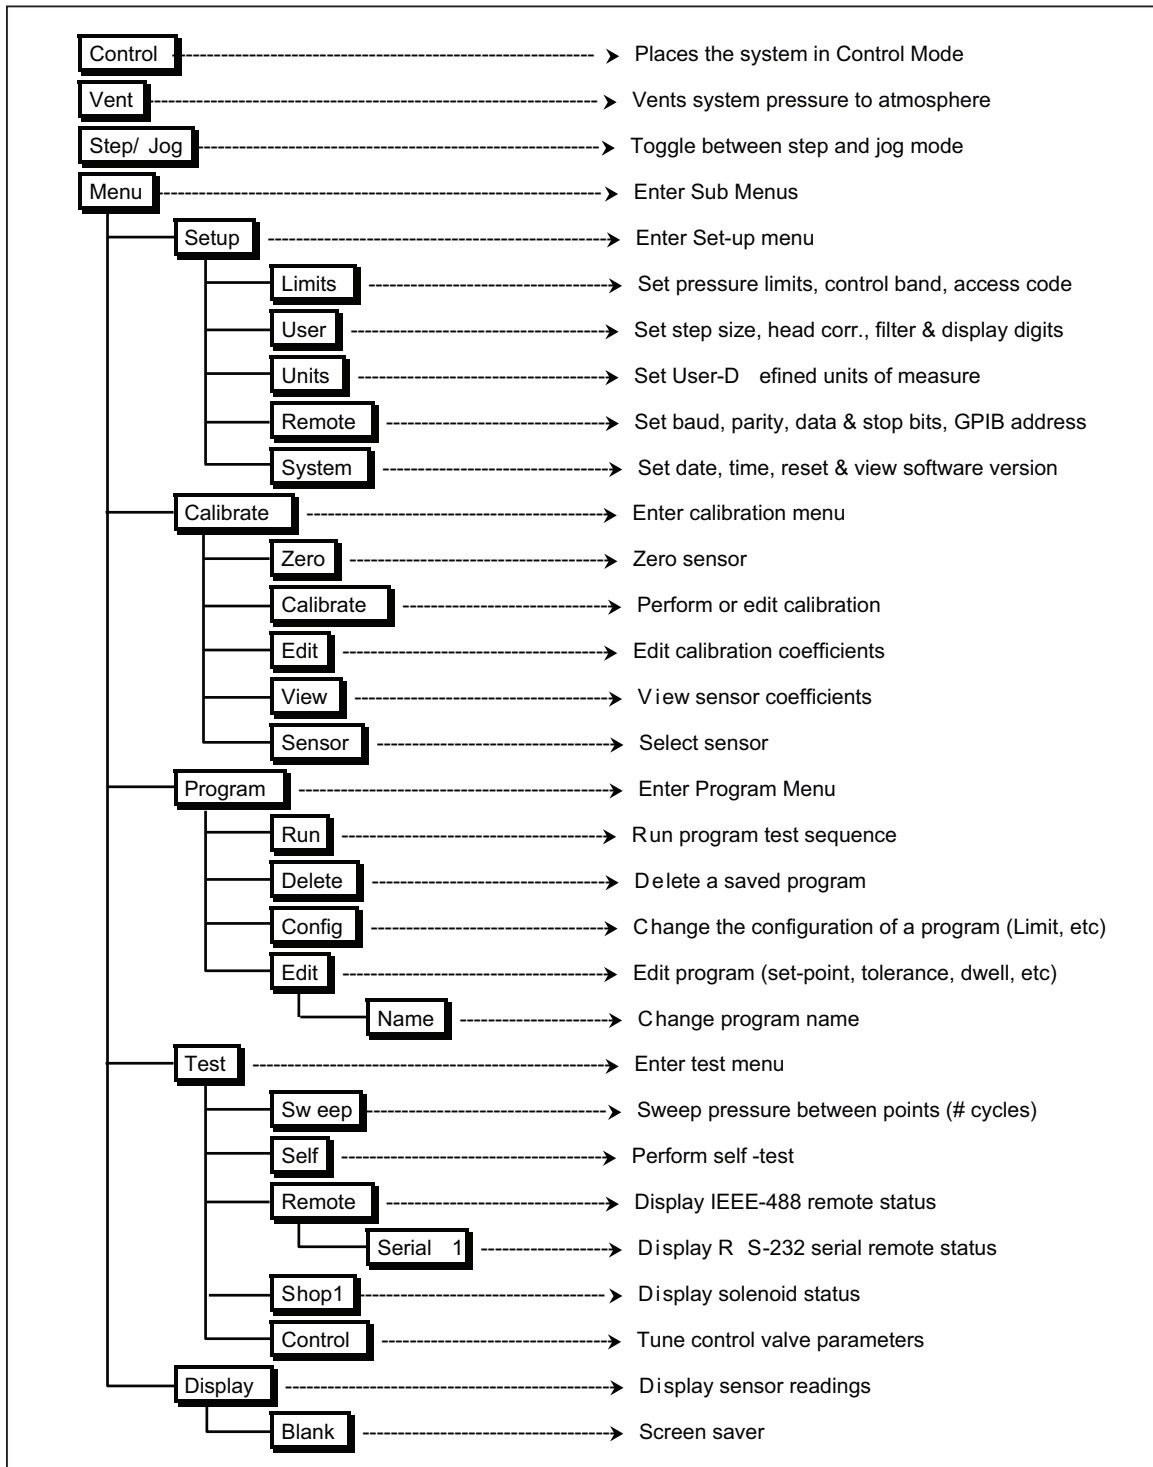 Control Places the system in Control Mode
Vent Vents system pressure to atmosphere
Step/ Jog Toggle between step and jog mode
Menu Enter Sub Menus
Setup Enter Set-up menu
Limits Set pressure limits, control band, access code
User Set step size, head corr., filter & display digits
Units Set User-D efined units of measure
Remote Set baud, parity, data & stop bits, GPIB address
System Set date, time, reset & view software version
Calibrate Enter calibration menu
Zero Zero sensor
Calibrate Perform or edit calibration
Edit Edit calibration coefficients
View View sensor coefficients
Sensor Select sensor
Program Enter Program Menu
Run Run program test sequence
Delete Delete a saved program
Config Change the configuration of a program (Limit, etc)
Edit Edit program (set-point, tolerance, dwell, etc)
Name Change program name
Test Enter test menu
Sw eep Sweep pressure between points (# cycles)
Self Perform self -test
Remote Display IEEE-488 remote status
Serial 1 Display R S-232 serial remote status
Shop1 Display solenoid status
Control Tune control valve parameters
Display Display sensor readings
Blank Screen saver